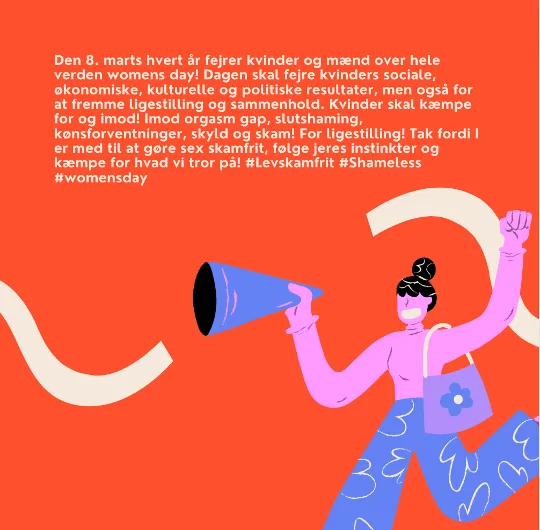 Den 8. marts hvert år fejrer kvinder og mænd over hele
verden womens day! Dagen skal fejre kvinders sociale,
økonomiske, kulturelle og politiske resultater, men også for
at fremme ligestilling og sammenhold. Kvinder skal kæmpe
for og imod! Imod orgasm gap, slutshaming,
kønsforventninger, skyld og skam! For ligestilling! Tak fordi I
er med til at gøre sex skamfrit, følge jeres instinkter og
kæmpe for hvad vi tror på! #Levskamfrit #Shameless
#womensday